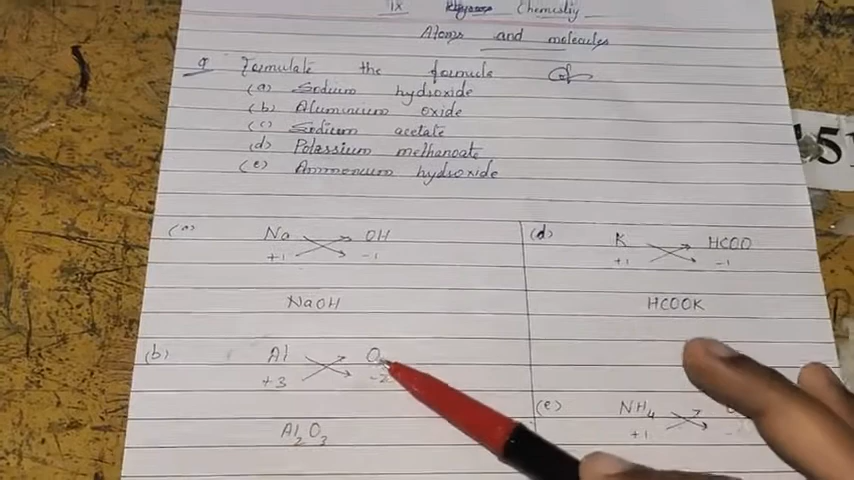 IX Chemistry
Atoms and molecules
Q Formulate the formula of
(a) Sodium hydroxide
(b) Aluminium oxide
(c) Sodium acetate
(d) Potassium methanoate
(e) Ammonium hydroxide
(a) Na OH
+1 -1
NaOH
(b) Al O
+3 -2
Al2O3
(d) K HCOO
+1 -1
HCOOK
(e) NH4
+1
15